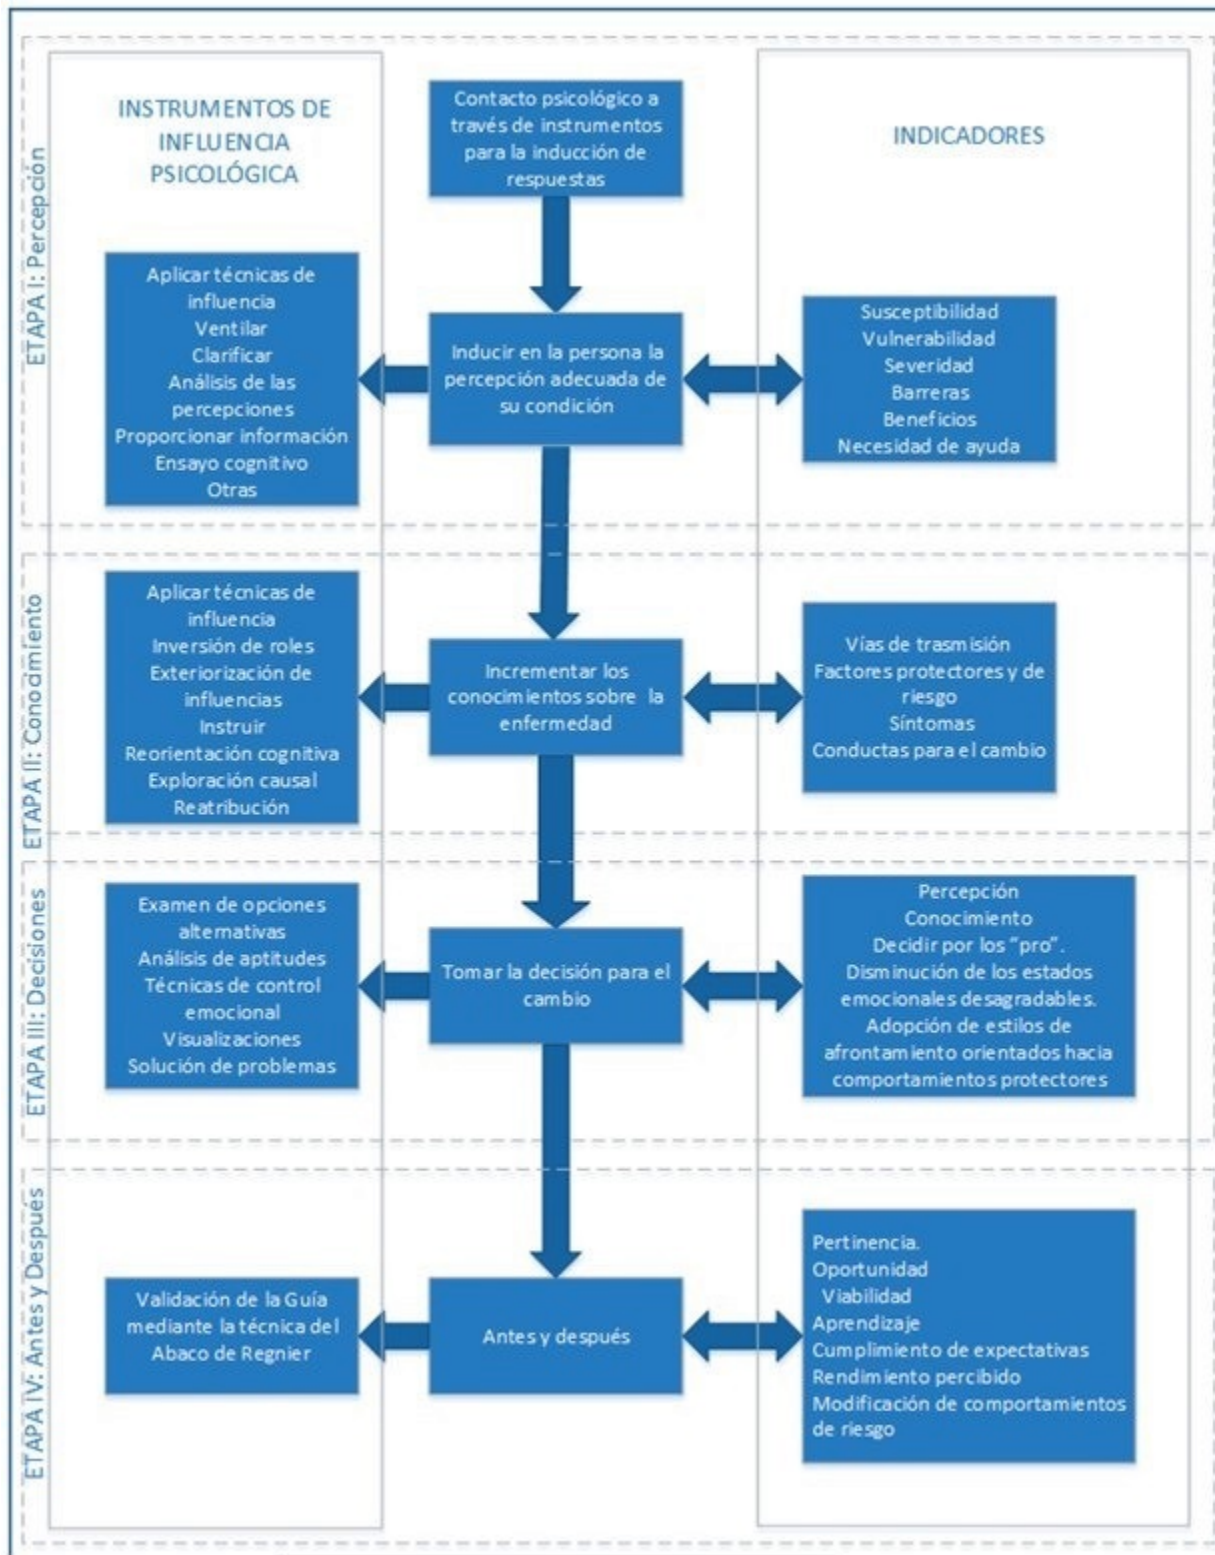 INSTRUMENTOS DE
INFLUENCIA
PSICOLÓGICA
Contacto psicológico a
través de instrumentos
para la inducción de
respuestas
INDICADORES
ETAPA I: Percepción
Aplicar técnicas de
influencia
Ventilar
Clarificar
Análisis de las
percepciones
Proporcionar información
Ensayo cognitivo
Otras
Inducir en la persona la
percepción adecuada de
su condición
Susceptibilidad
Vulnerabilidad
Severidad
Barreras
Beneficios
Necesidad de ayuda
ETAPA II: Conodmiento
Aplicar técnicas de
influencia
Inversión de roles
Exteriorización de
influencias
Instruir
Reorientación cognitiva
Exploración causal
Reatribución
Incrementar los
conocimientos sobre la
enfermedad
Vías de trasmisión
Factores protectores y de
riesgo
Síntomas
Conductas para el cambio
ETAPA III: Decisiones
Examen de opciones
alternativas
Análisis de aptitudes
Técnicas de control
emocional
Visualizaciones
Solución de problemas
Tomar la decisión para el
cambio
Percepción
Conocimiento
Decidir por los “pro”.
Disminución de los estados
emocionales desagradables.
Adopción de estilos de
afrontamiento orientados hacia
comportamientos protectores
ETAPA IV: Antes y Después
Validación de la Guía
mediante la técnica del
Abaco de Regnier
Antes y después
Pertinencia.
Oportunidad
Viabilidad
Aprendizaje
Cumplimiento de expectativas
Rendimiento percibido
Modificación de comportamientos
de riesgo